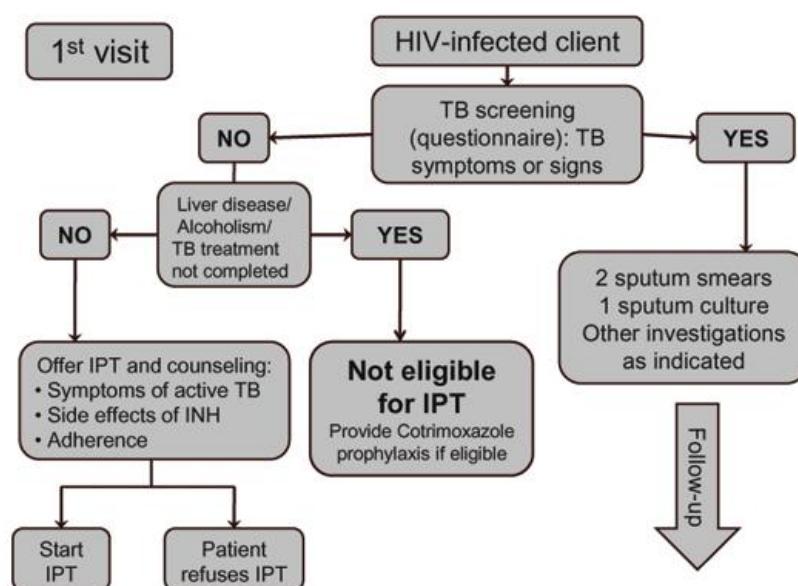 1st visit
HIV-infected client
TB screening
(questionnaire): TB
symptoms or signs
NO
YES
Liver disease/
Alcoholism/
TB treatment
not completed
NO
YES
2 sputum smears
1 sputum culture
Other investigations
as indicated
Offer IPT and counseling:
• Symptoms of active TB
• Side effects of INH
• Adherence
Not eligible
for IPT
Provide Cotrimoxazole
prophylaxis if eligible
Follow-up
Start
IPT
Patient
refuses IPT